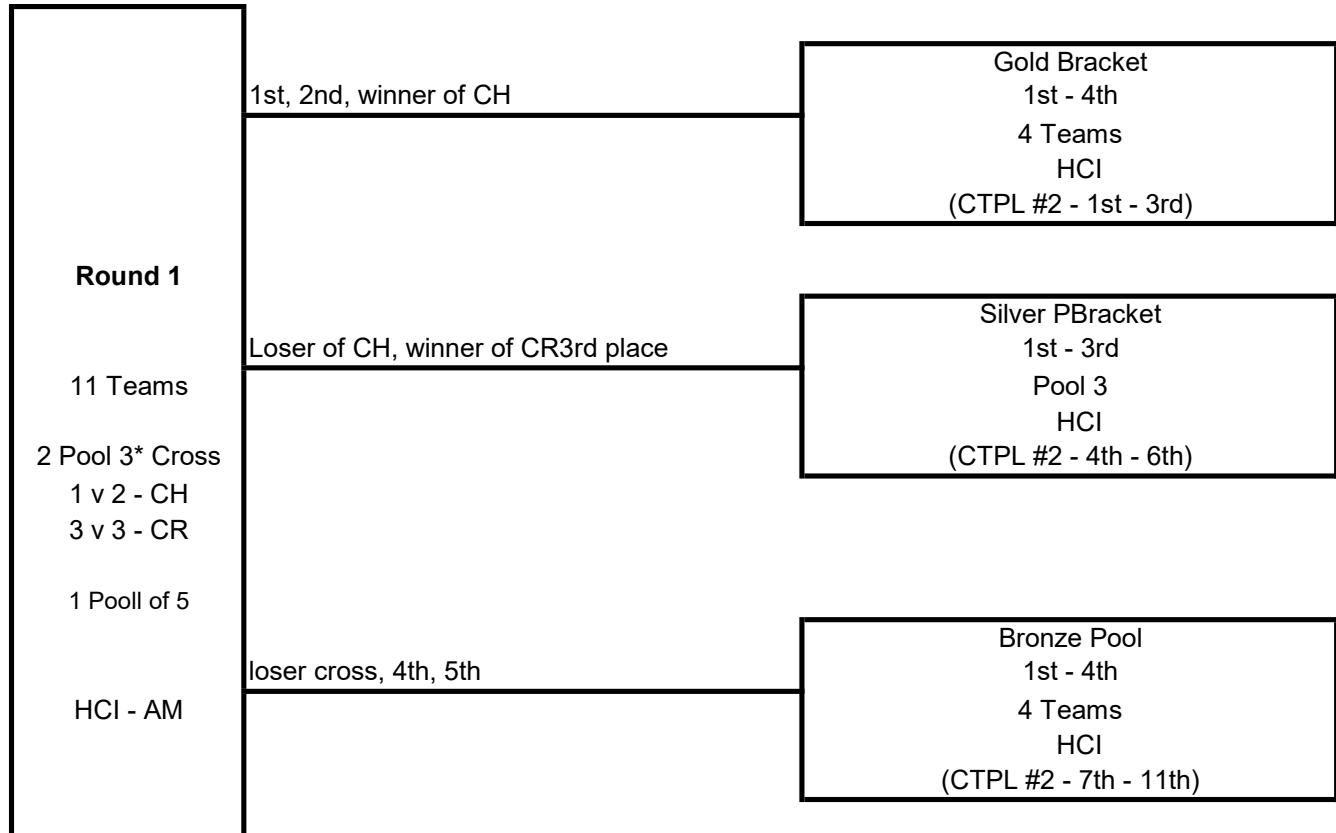 Round 1
11 Teams
2 Pool 3* Cross
1 v 2 - CH
3 v 3 - CR
1 Pooll of 5
HCI - AM
1st, 2nd, winner of CH
Gold Bracket
1st - 4th
4 Teams
HCI
(CTPL #2 - 1st - 3rd)
Loser of CH, winner of CR3rd place
Silver PBracket
1st - 3rd
Pool 3
HCI
(CTPL #2 - 4th - 6th)
loser cross, 4th, 5th
Bronze Pool
1st - 4th
4 Teams
HCI
(CTPL #2 - 7th - 11th)